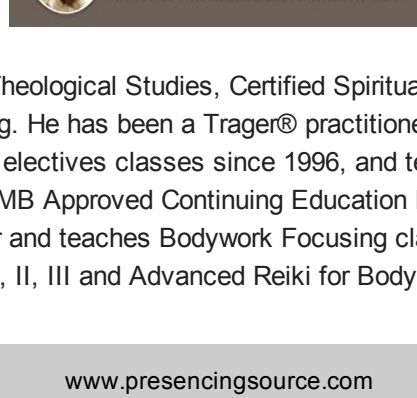 heological Studies, Certified Spiritua
g. He has been a Trager® practitione
electives classes since 1996, and te
MB Approved Continuing Education
r and teaches Bodywork Focusing cla
, II, III and Advanced Reiki for Body
www.presencingsource.com